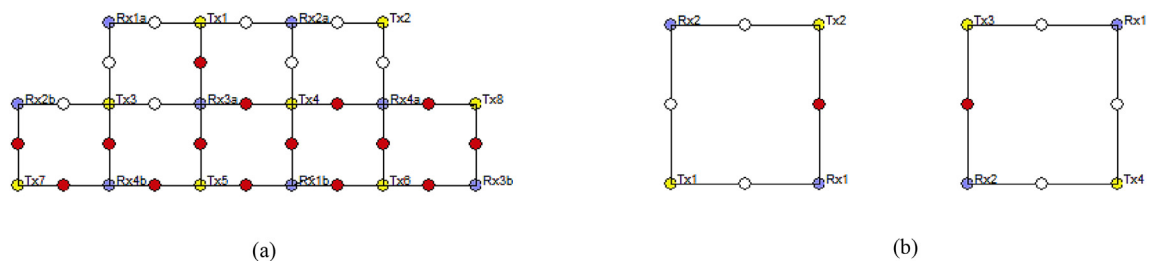 Rx1a Tx1 Rx2a Tx2
Rx2b Tx3 Rx3a Tx4 Rx4a Tx8
Tx7 Rx4b Tx5 Rx1b Tx6 Rx3b
(a)
Rx2 Tx2 Tx3 Rx1
Tx1 Rx1 Rx2 Tx4
(b)